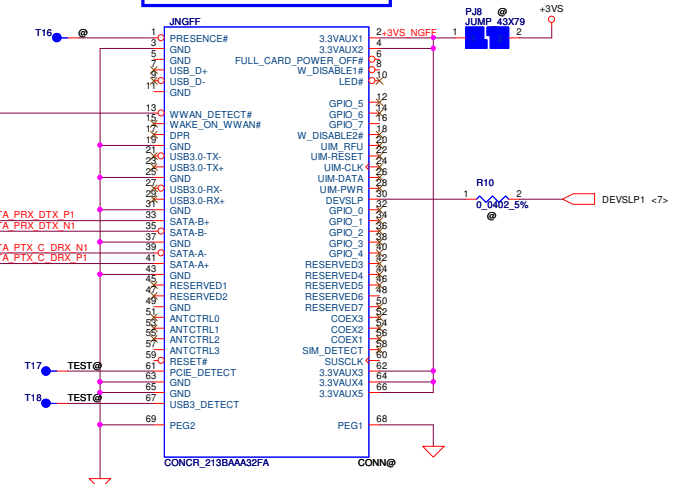 JNGFF
PJ8 @
JUMP_43X79
+3VS
T16 @
1 PRESENCE# 3.3VAUX1 2 +3VS_NGFF 1 2
3 GND 3.3VAUX2 4
5 GND FULL_CARD_POWER_OFF# 6
7 USB_D+ W_DISABLE1# 8
9 USB_D- LED# 10
11 GND
GPIO_5 12
13 WWAN_DETECT# GPIO_6 14
15 WAKE_ON_WWAN# GPIO_7 16
17 DPR W_DISABLE2# 18
19 GND UIM_RFU 20
21 USB3.0-TX- UIM-RESET 22
23 USB3.0-TX+ UIM-CLK 24
25 GND UIM-DATA 26
27 USB3.0-RX- UIM-PWR 28
29 USB3.0-RX+ DEVSLP 30
R10
1 2
0_0402_5%
@
DEVSLP1 <7>
31 GND GPIO_0 32
TA_PRX_DTX_P1 33 SATA-B+ GPIO_1 34
TA_PRX_DTX_N1 35 SATA-B- GPIO_2 36
37 GND GPIO_3 38
TA_PTX_C_DRX_N1 39 SATA-A- GPIO_4 40
TA_PTX_C_DRX_P1 41 SATA-A+ RESERVED3 42
43 GND RESERVED4 44
45 RESERVED1 RESERVED5 46
47 RESERVED2 RESERVED6 48
49 GND RESERVED7 50
51 ANTCTRL0 COEX3 52
53 ANTCTRL1 COEX2 54
55 ANTCTRL2 COEX1 56
57 ANTCTRL3 SIM_DETECT 58
59 RESET# SUSCLK 60
T17 TEST@ 61 PCIE_DETECT 3.3VAUX3 62
63 GND 3.3VAUX4 64
65 GND 3.3VAUX5 66
T18 TEST@ 67 USB3_DETECT
69 PEG2 PEG1 68
CONCR_213BAAA32FA CONN@